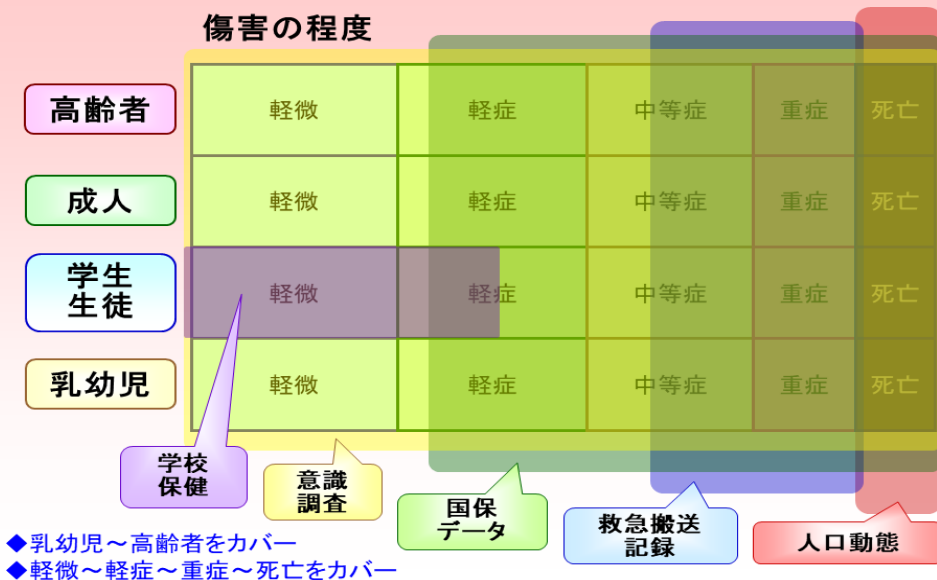 傷害の程度
高齢者
軽微
軽症
中等症
重症
死亡
成人
軽微
軽症
中等症
重症
死亡
学生
生徒
軽微
軽症
中等症
重症
死亡
乳幼児
軽微
軽症
中等症
重症
死亡
学校
保健
意識
調査
国保
データ
救急搬送
記録
人口動態
◆乳幼児～高齢者をカバー
◆軽微～軽症～重症～死亡をカバー